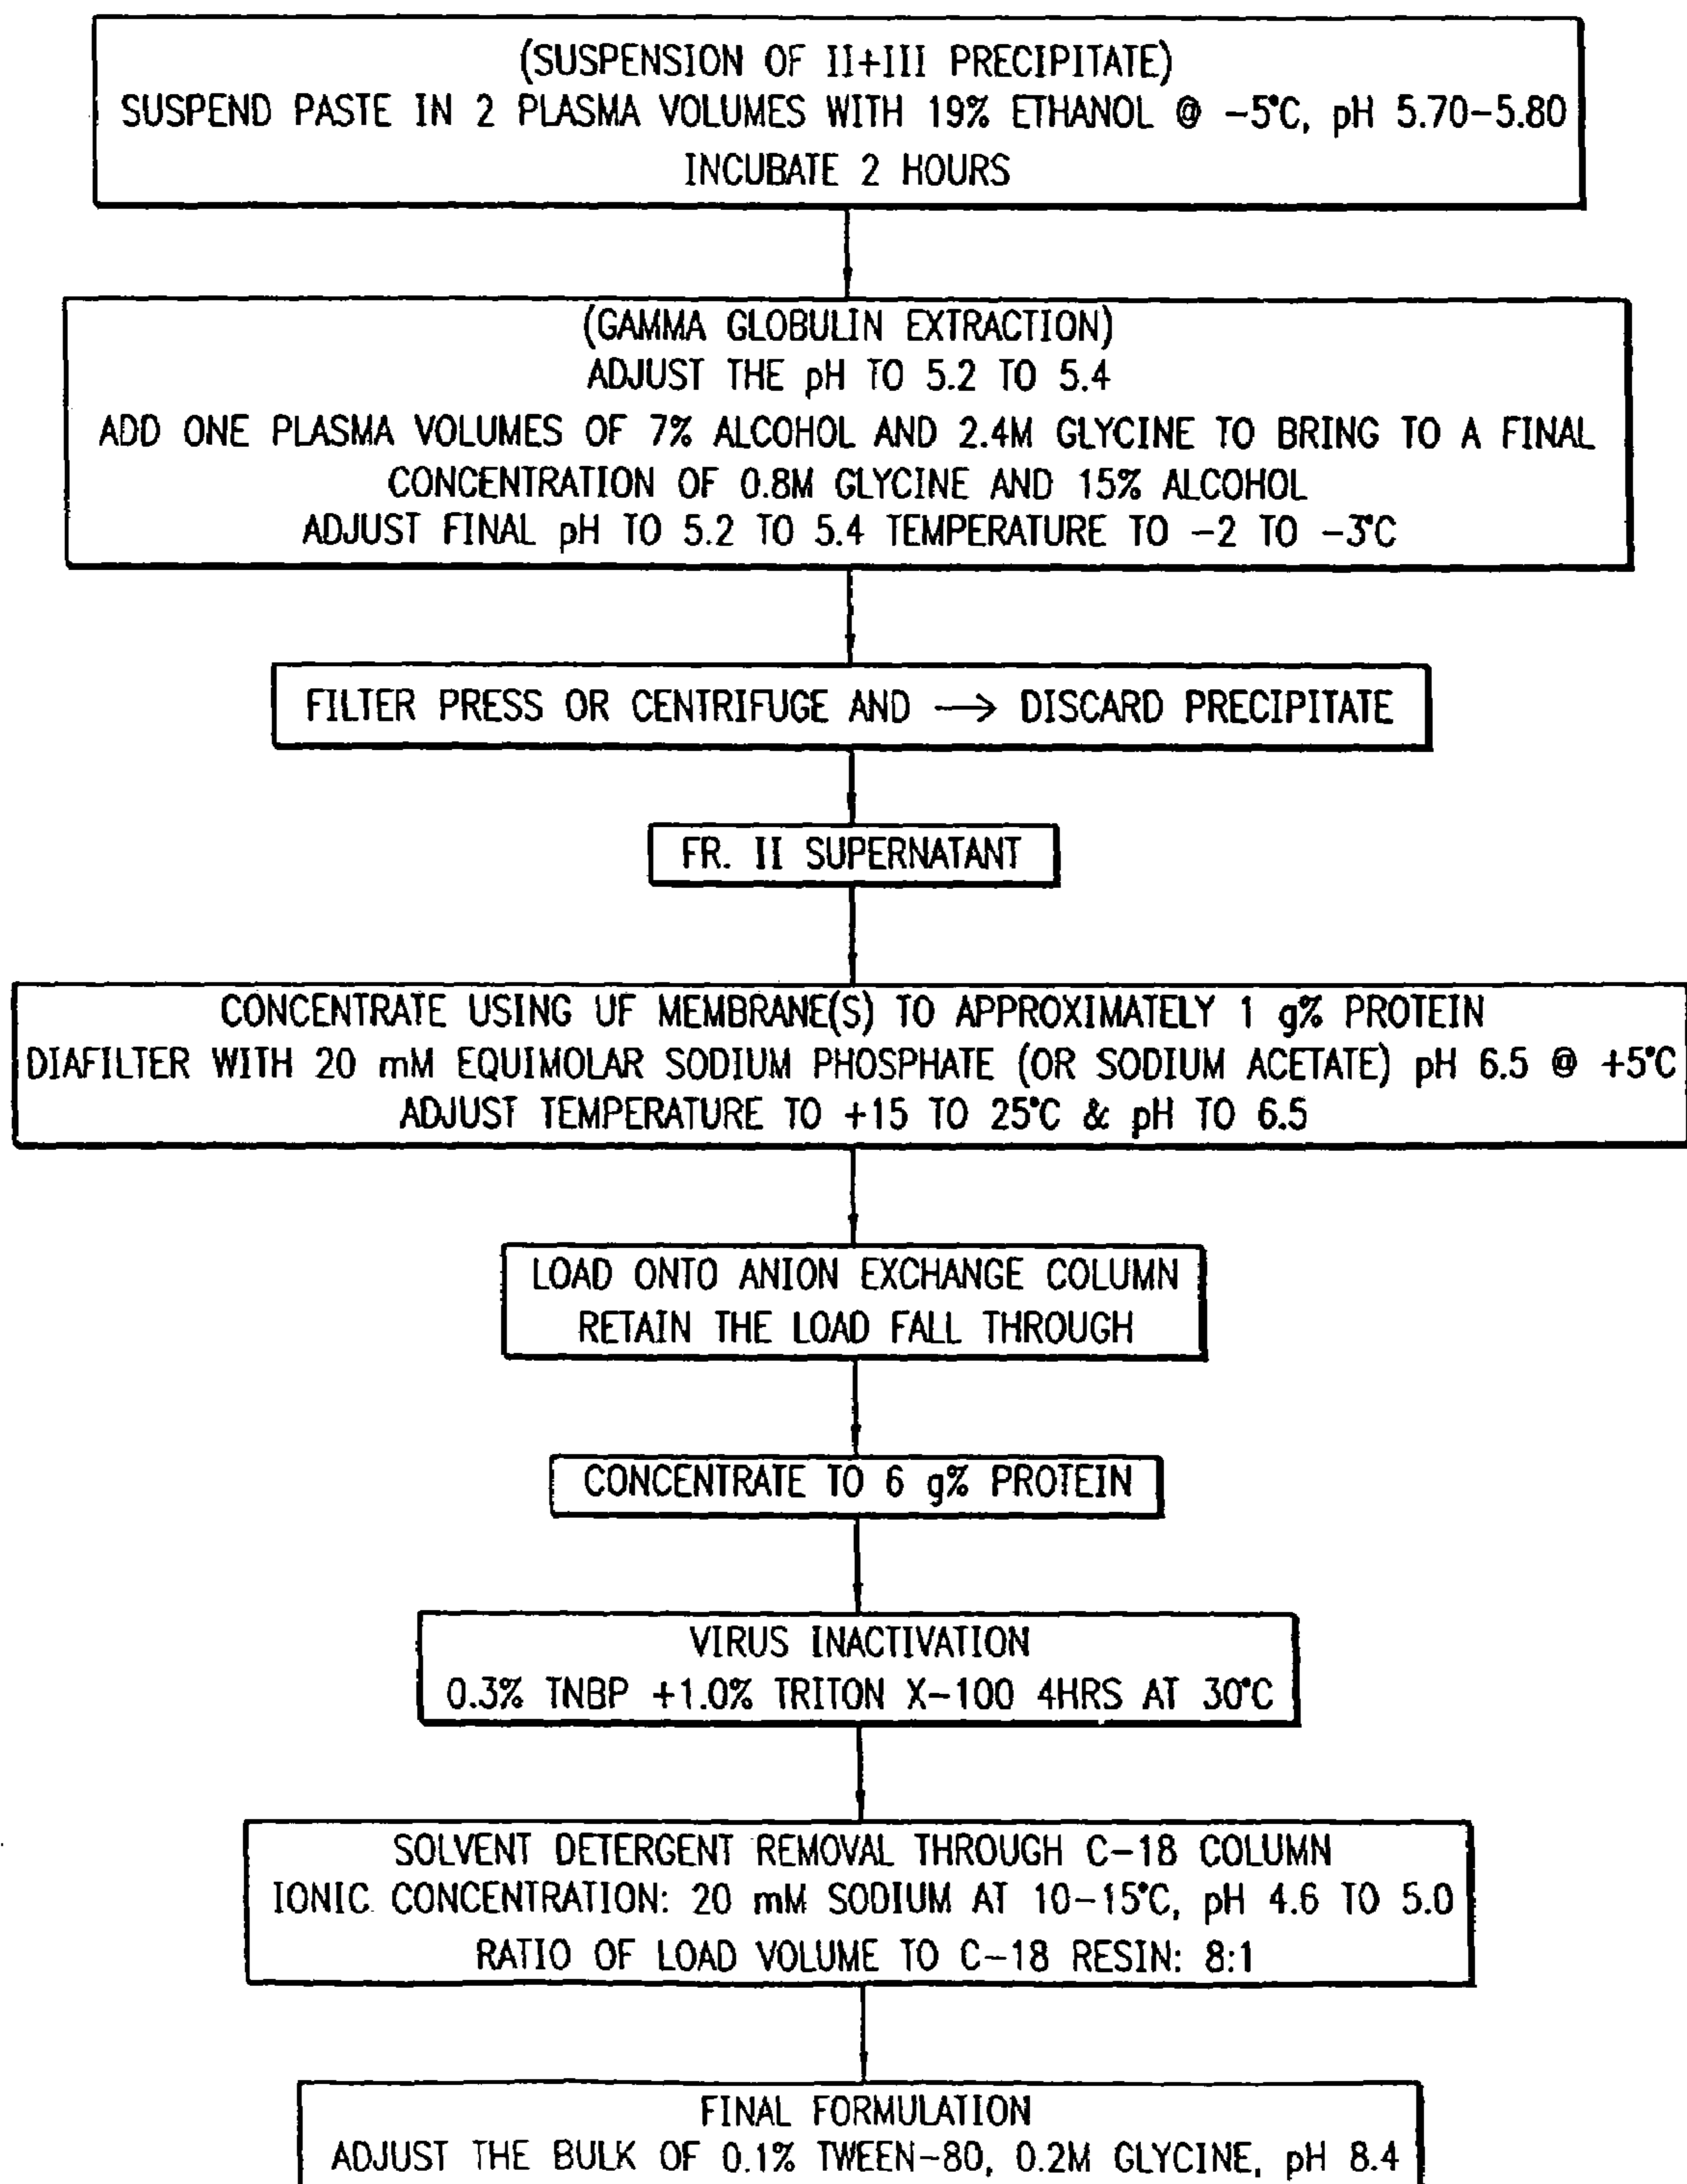 (SUSPENSION OF II+III PRECIPITATE)
SUSPEND PASTE IN 2 PLASMA VOLUMES WITH 19% ETHANOL @ -5°C, pH 5.70-5.80
INCUBATE 2 HOURS
(GAMMA GLOBULIN EXTRACTION)
ADJUST THE pH TO 5.2 TO 5.4
ADD ONE PLASMA VOLUMES OF 7% ALCOHOL AND 2.4M GLYCINE TO BRING TO A FINAL
CONCENTRATION OF 0.8M GLYCINE AND 15% ALCOHOL
ADJUST FINAL pH TO 5.2 TO 5.4 TEMPERATURE TO -2 TO -3°C
FILTER PRESS OR CENTRIFUGE AND → DISCARD PRECIPITATE
FR. II SUPERNATANT
CONCENTRATE USING UF MEMBRANE(S) TO APPROXIMATELY 1 g% PROTEIN
DIAFILTER WITH 20 mM EQUIMOLAR SODIUM PHOSPHATE (OR SODIUM ACETATE) pH 6.5 @ +5°C
ADJUST TEMPERATURE TO +15 TO 25°C & pH TO 6.5
LOAD ONTO ANION EXCHANGE COLUMN
RETAIN THE LOAD FALL THROUGH
CONCENTRATE TO 6 g% PROTEIN
VIRUS INACTIVATION
0.3% TNBP +1.0% TRITON X-100 4HRS AT 30°C
SOLVENT DETERGENT REMOVAL THROUGH C-18 COLUMN
IONIC CONCENTRATION: 20 mM SODIUM AT 10-15°C, pH 4.6 TO 5.0
RATIO OF LOAD VOLUME TO C-18 RESIN: 8:1
FINAL FORMULATION
ADJUST THE BULK OF 0.1% TWEEN-80, 0.2M GLYCINE, pH 8.4